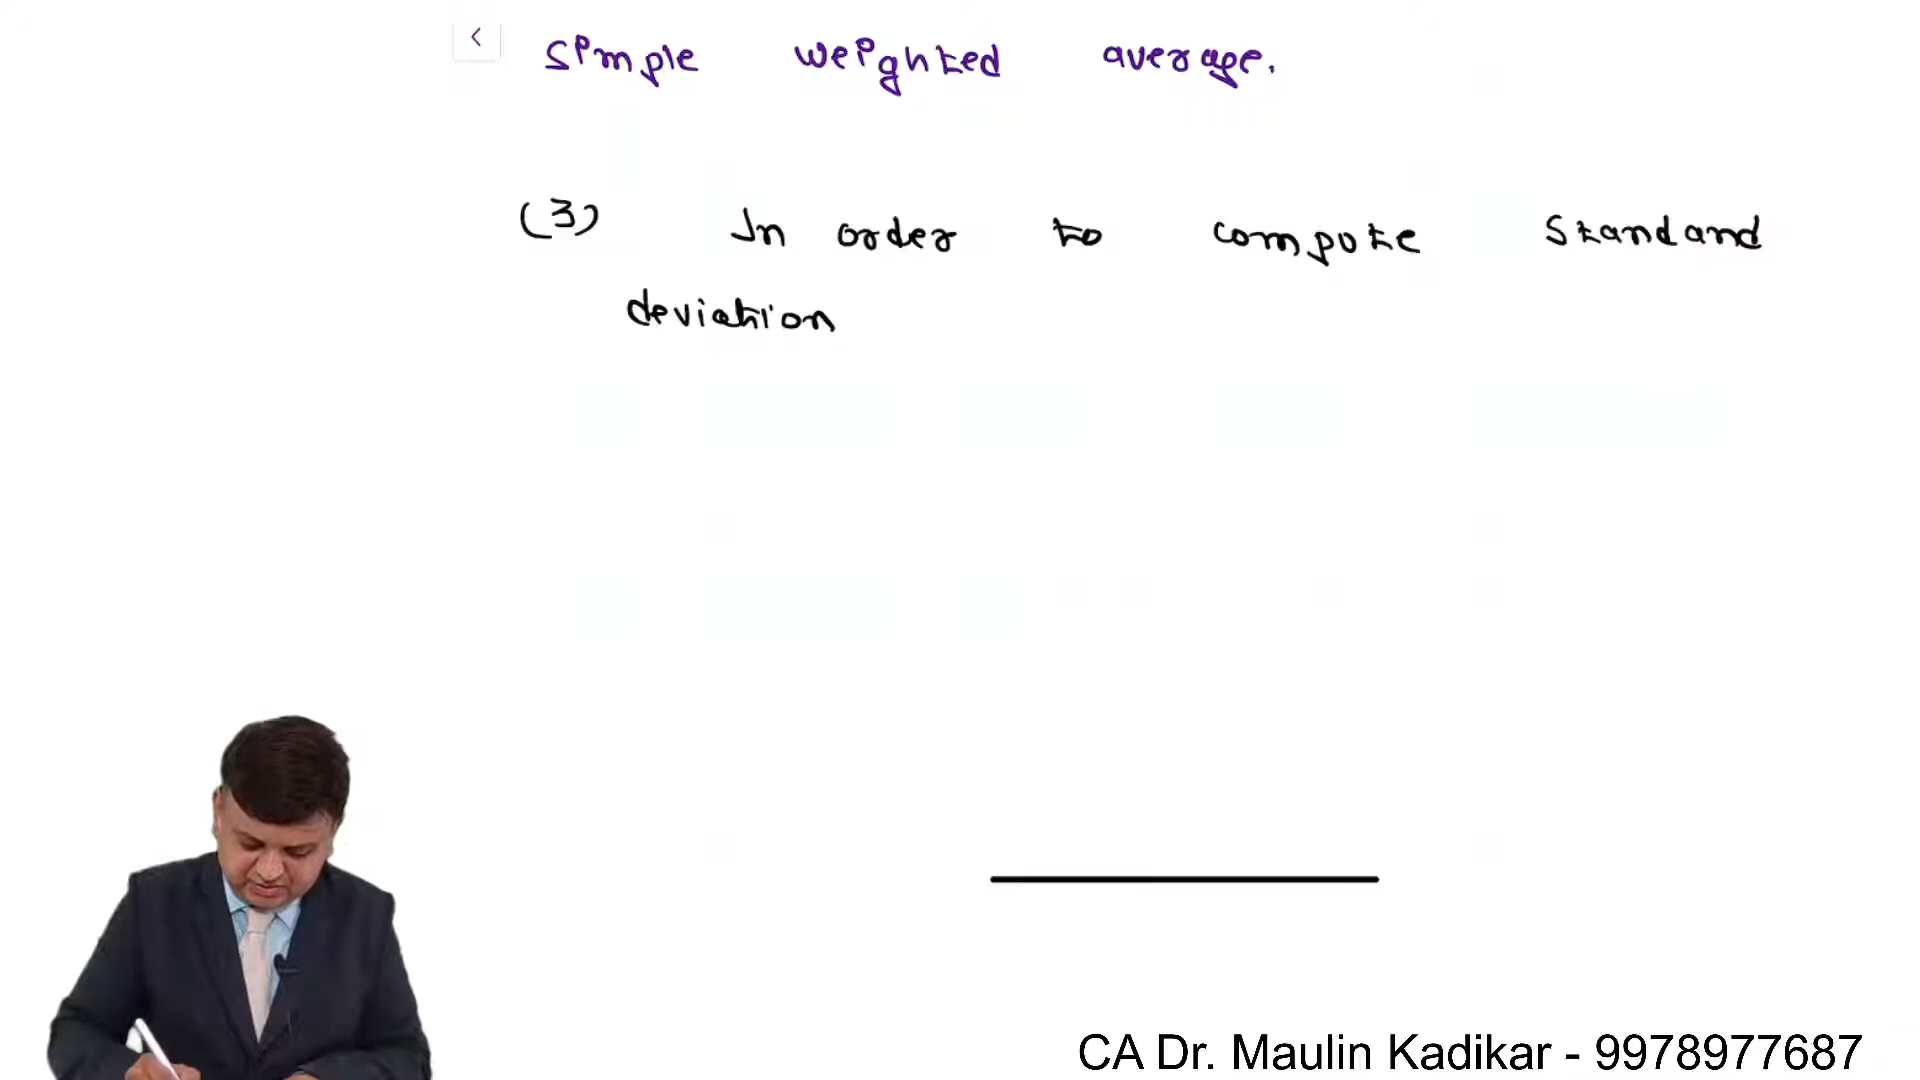 simple weighted average.
(3) In order to compute standard
deviation
CA Dr. Maulin Kadikar - 9978977687